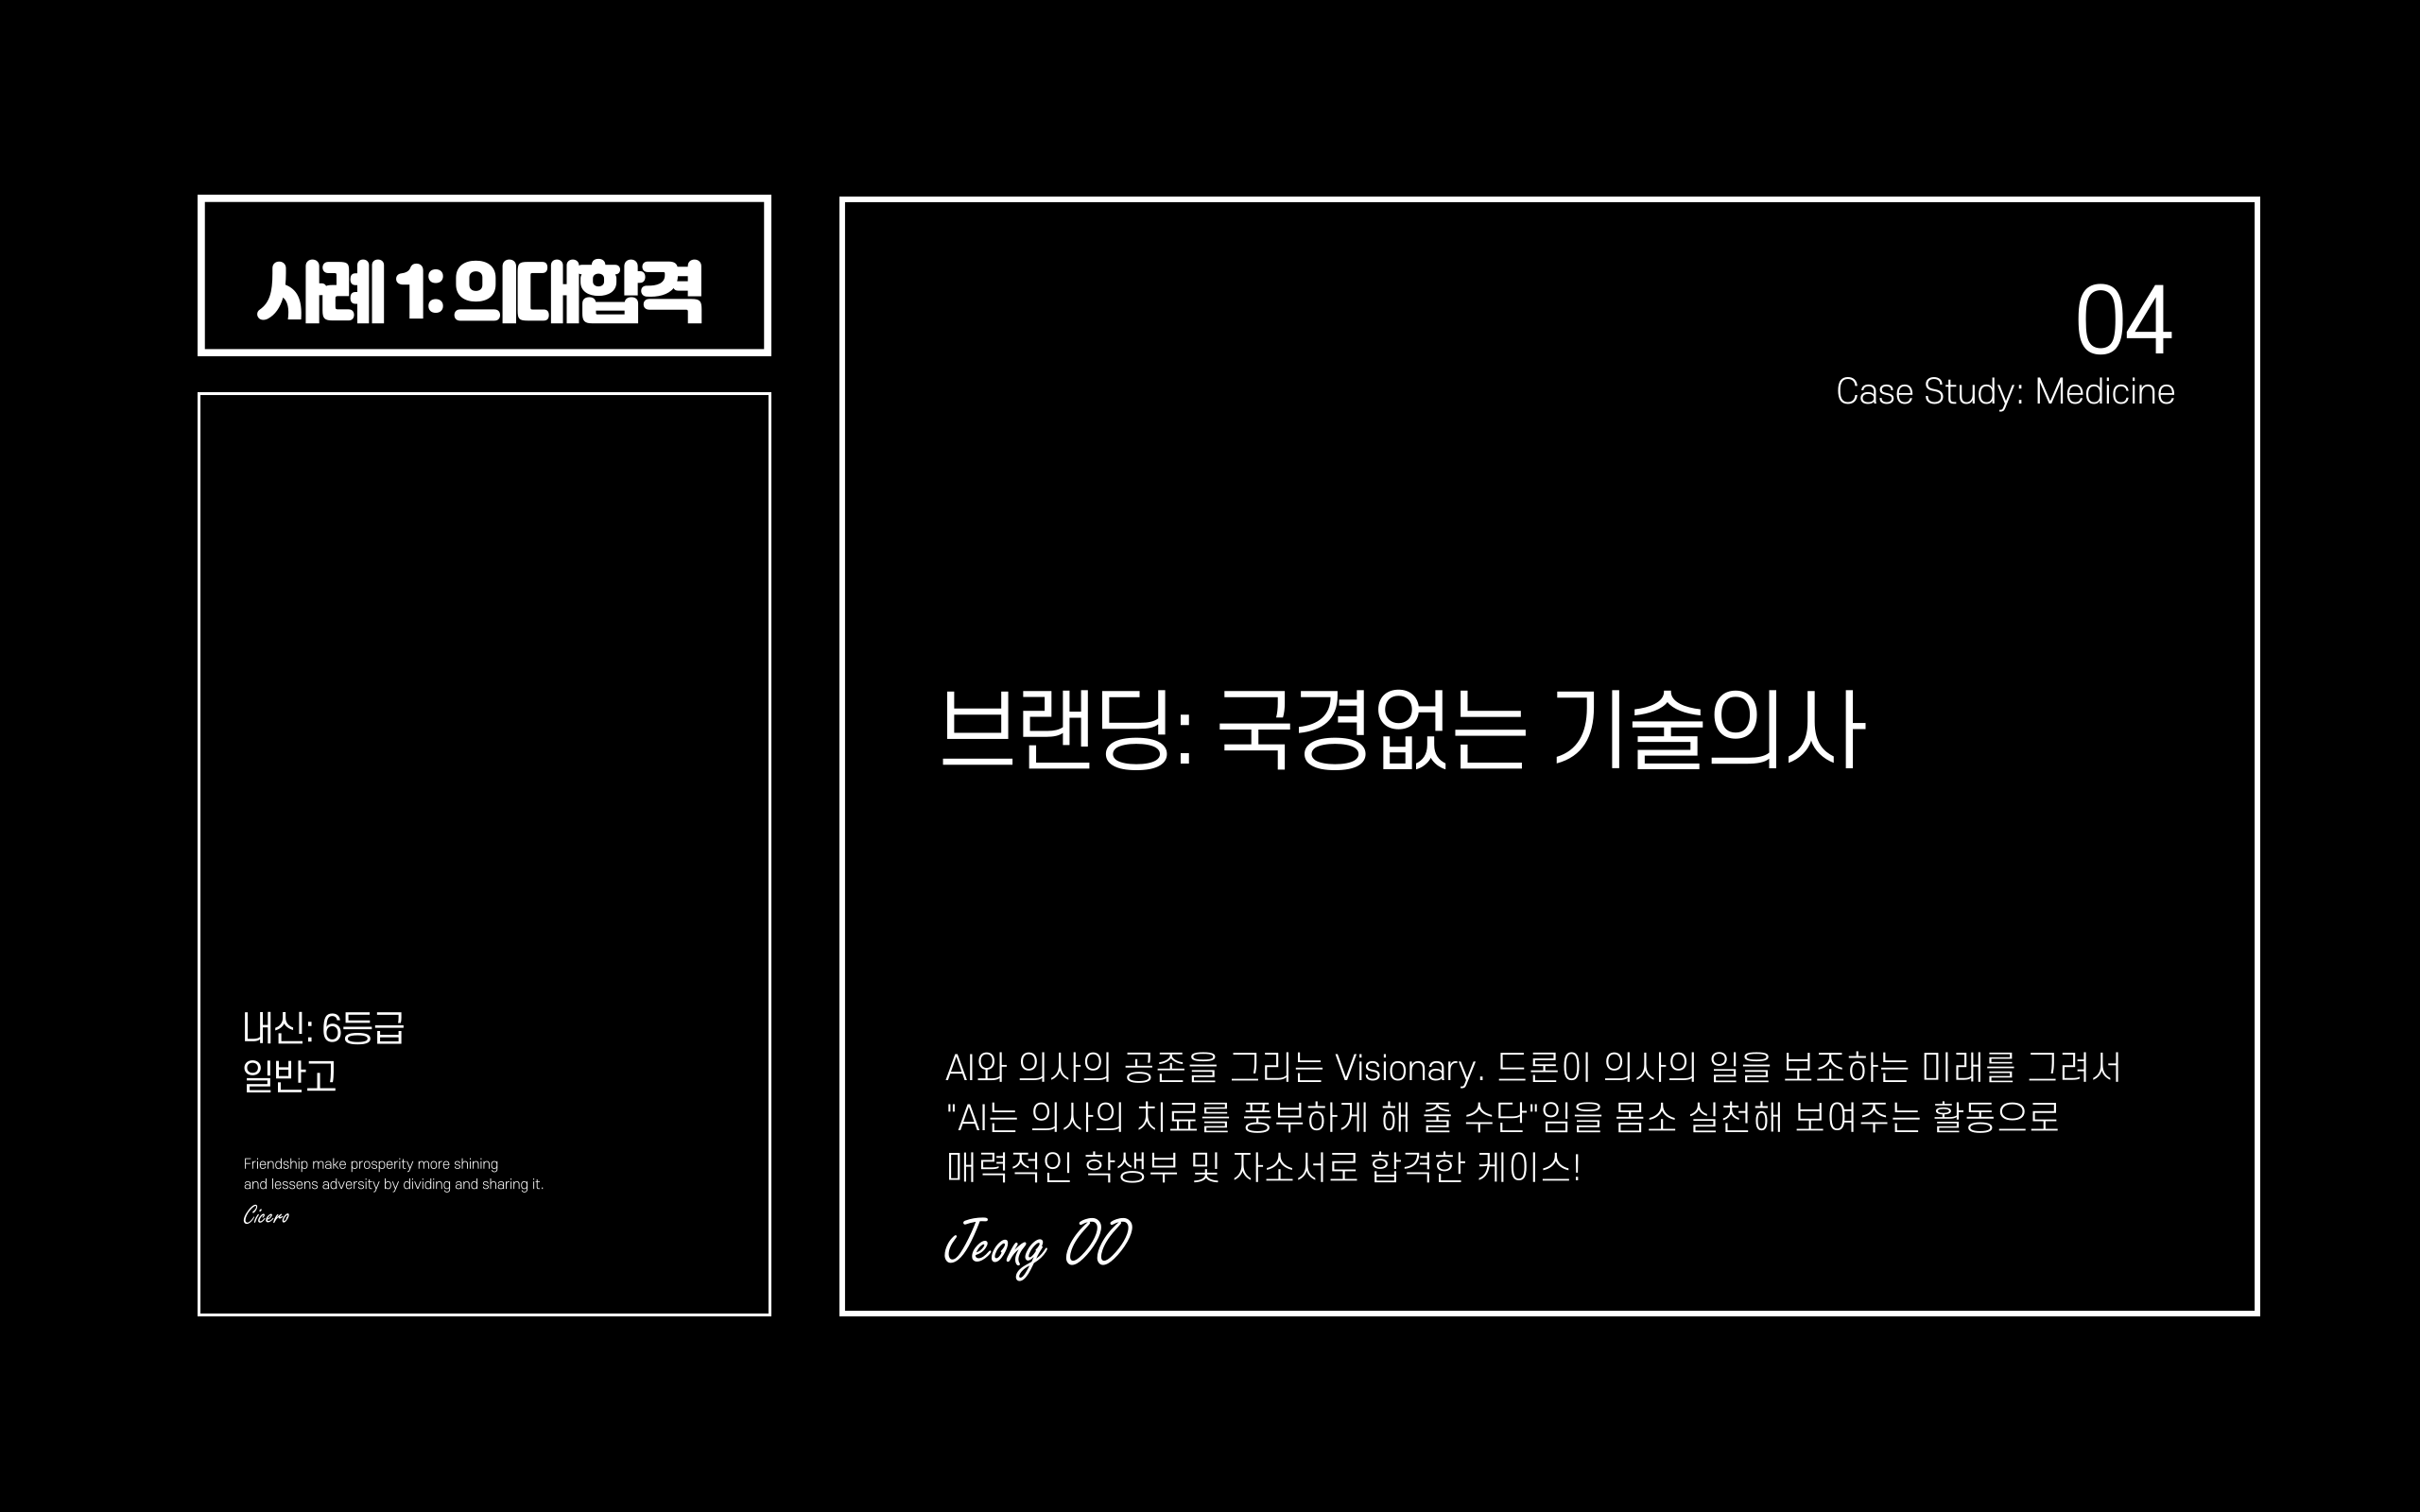 사례 1: 의대합격
내신: 6등급
일반고
Friendship make prosperity more shining
and lessens adversity by dividing and sharing it.
Cicero
04
Case Study: Medicine
브랜딩: 국경없는 기술의사
AI와 의사의 공존을 그리는 Visionary. 드론이 의사의 일을 보조하는 미래를 그려서
"AI는 의사의 치료를 풍부하게 해 줄 수단"임을 몸소 실천해 보여주는 활동으로
매력적인 학생부 및 자소서로 합격한 케이스!
Jeong OO